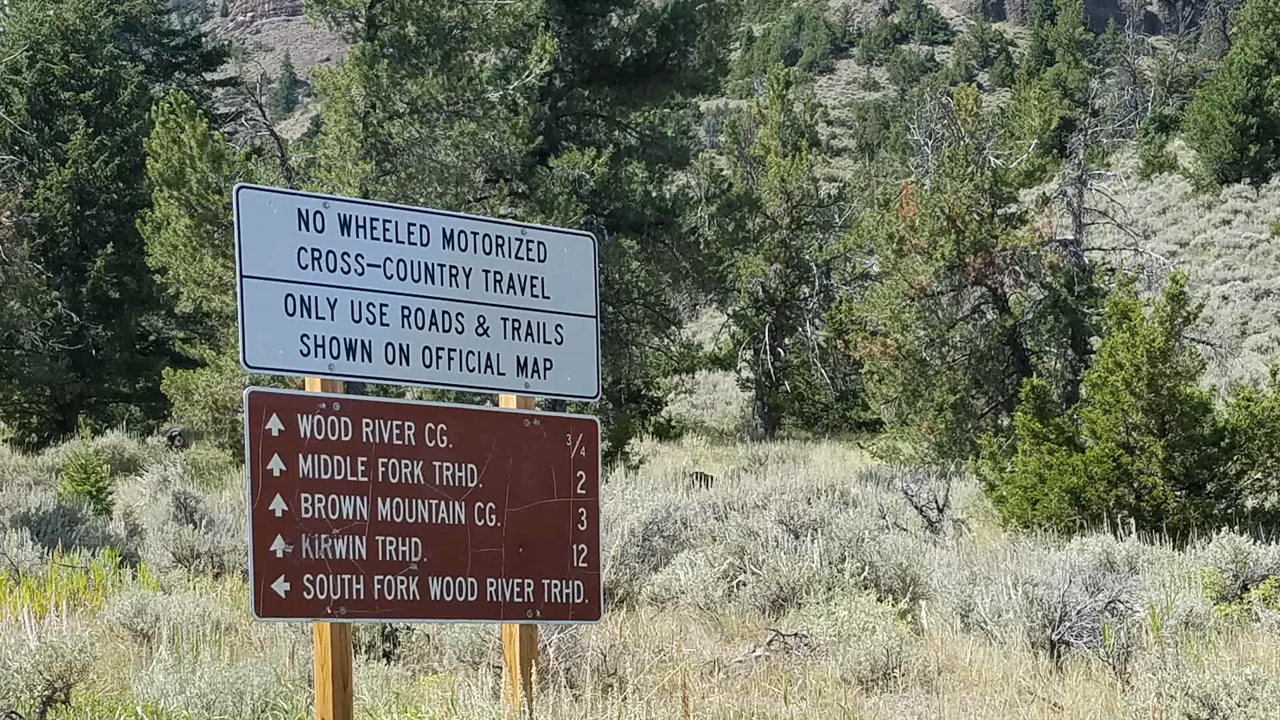 NO WHEELED MOTORIZED
CROSS-COUNTRY TRAVEL
ONLY USE ROADS & TRAILS
SHOWN ON OFFICIAL MAP
↑ WOOD RIVER CG. 3/4
↑ MIDDLE FORK TRHD. 2
↑ BROWN MOUNTAIN CG. 3
↑ KIRWIN TRHD. 12
← SOUTH FORK WOOD RIVER TRHD.